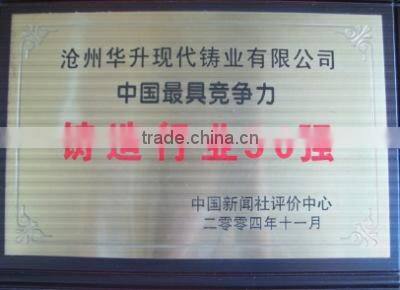 沧州华升现代铸业有限公司
中国最具竞争力
铸造行业50强
trade.china.cn
中国新闻社评价中心
二零零四年十一月